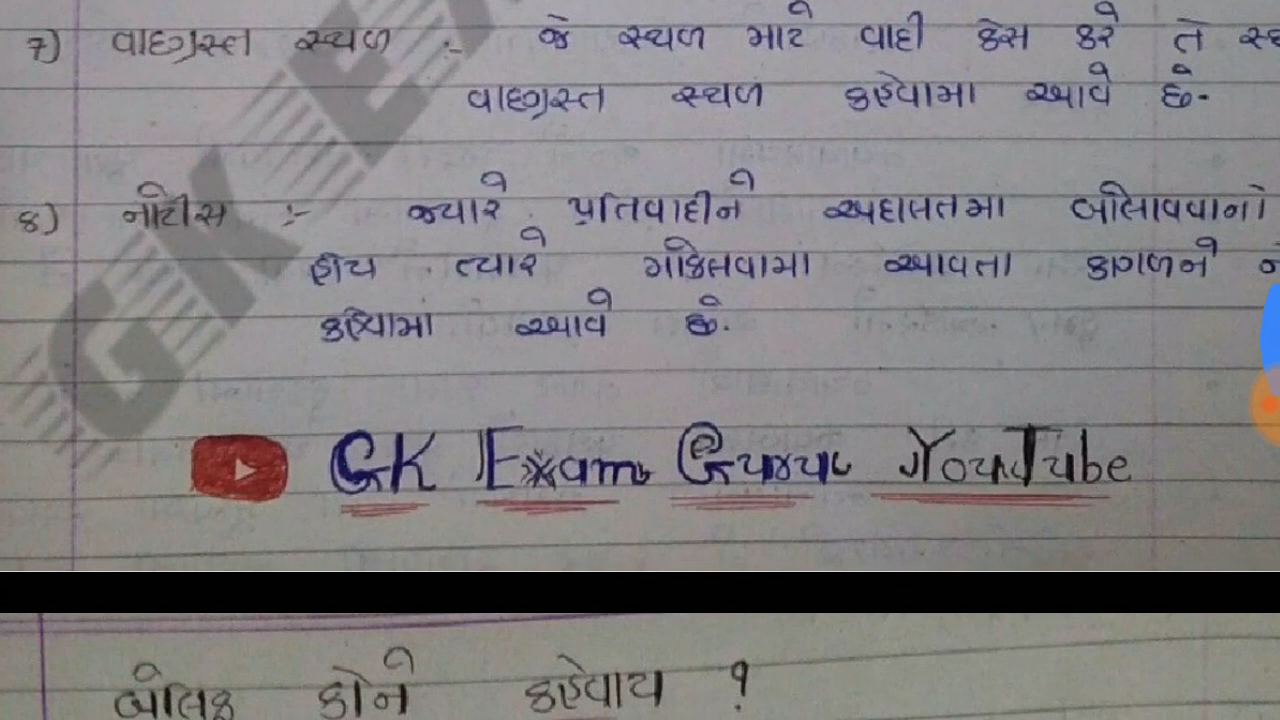 7) વાદગ્રસ્ત સ્થળ :- જે સ્થળ માટે વાદી કેસ કરે તે
વાદગ્રસ્ત સ્થળ કહેવામા આવે છે.
8) નોટીસ :- જ્યારે પ્રતિવાદીને અદાલતમા બોલાવવાનો
હોય ત્યારે મોકલવામાં આવતા કાગળને
કહેવામાં આવે છે.
GK Exam Guru YouTube
બેલિફ કોને કહેવાય ?